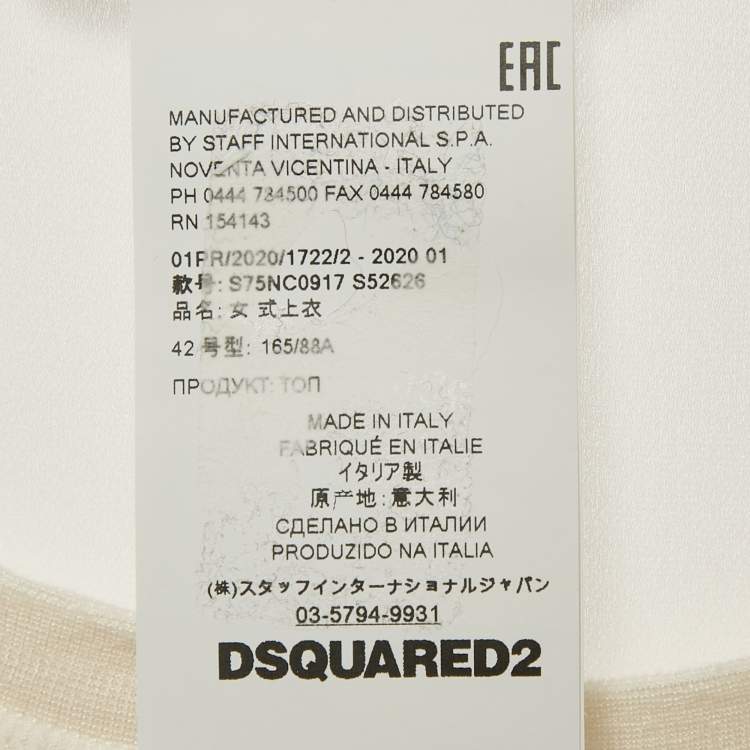 EAC
MANUFACTURED AND DISTRIBUTED
BY STAFF INTERNATIONAL S.P.A.
NOVENTA VICENTINA - ITALY
PH 0444 784500 FAX 0444 784580
RN 154143
01PR/2020/1722/2 - 2020 01
款号: S75NC0917 S52626
品名: 女 式上衣
42 号型: 165/88A
ПРОДУКТ: ТОП
MADE IN ITALY
FABRIQUÉ EN ITALIE
イタリア製
原产地: 意大利
СДЕЛАНО В ИТАЛИИ
PRODUZIDO NA ITALIA
(株)スタッフインターナショナルジャパン
03-5794-9931
DSQUARED2